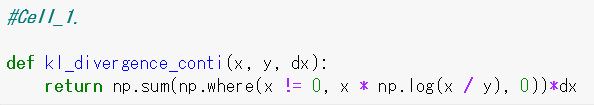 #Cell_1.
def kl_divergence_conti(x, y, dx):
    return np.sum(np.where(x != 0, x * np.log(x / y), 0))*dx